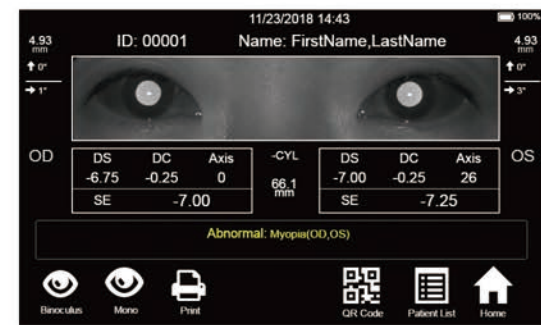 11/23/2018 14:43 100%
ID: 00001 Name: FirstName,LastName
4.93 mm
↑ 0°
→ 1°
4.93 mm
↑ 0°
→ 3°
OD
DS DC Axis
-6.75 -0.25 0
SE -7.00
-CYL
66.1 mm
DS DC Axis
-7.00 -0.25 26
SE -7.25
OS
Abnormal: Myopia(OD,OS)
Binoculus Mono Print QR Code Patient List Home